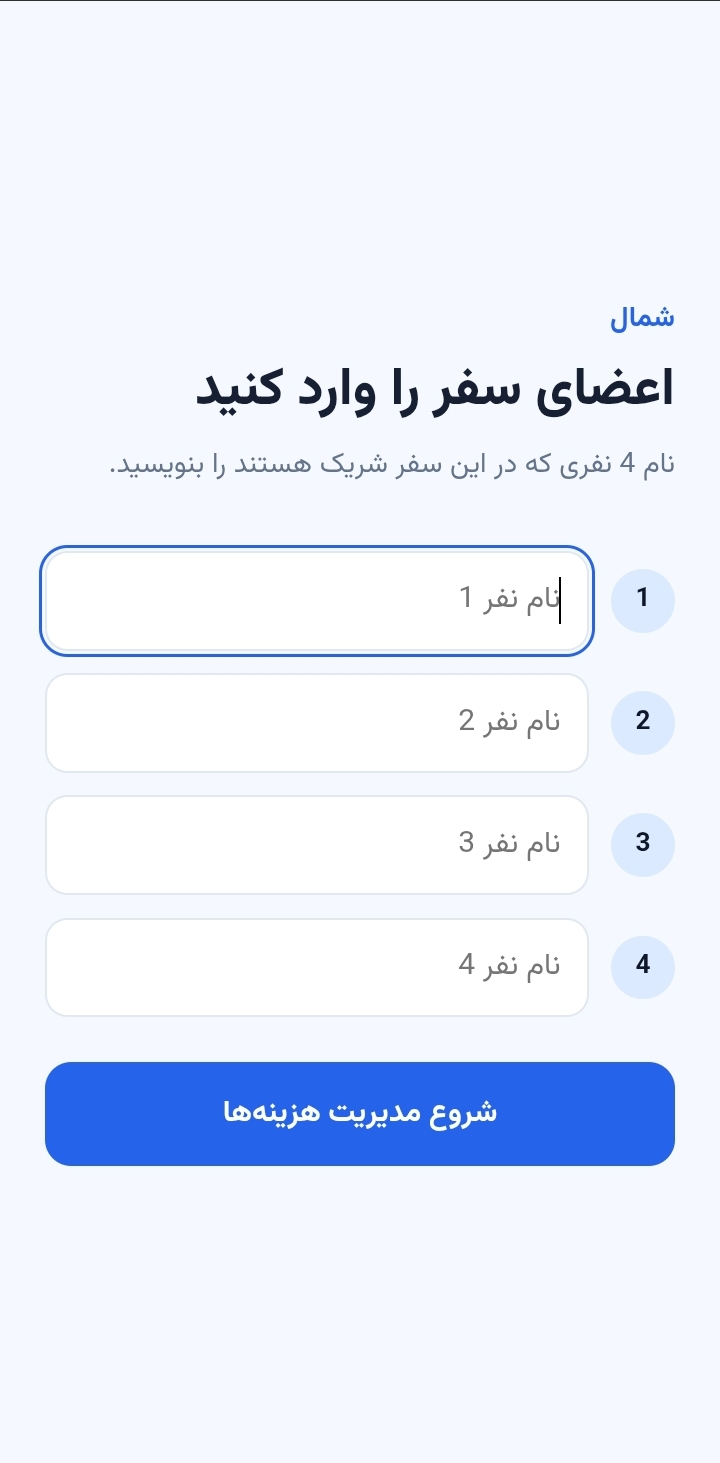 شمال
اعضای سفر را وارد کنید
نام 4 نفری که در این سفر شریک هستند را بنویسید.
1
نام نفر 1
2
نام نفر 2
3
نام نفر 3
4
نام نفر 4
شروع مدیریت هزینه‌ها